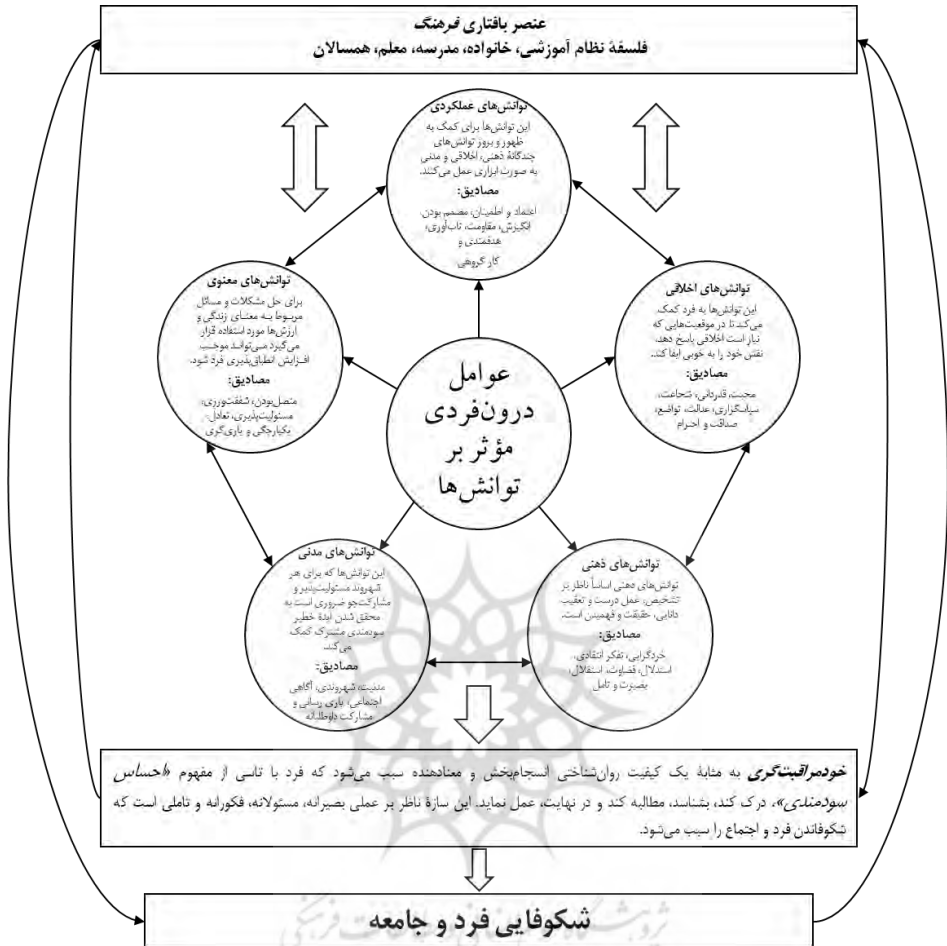 عنصر بافتاری فرهنگ
فلسفهٔ نظام آموزشی، خانواده، مدرسه، معلم، همسالان
توانش‌های عملکردی
این توانش‌ها برای کمک به
ظهور و بروز توانش‌های
چندگانهٔ ذهنی، اخلاقی و مدنی
به صورت ابزاری عمل می‌کنند.
مصادیق:
اعتماد و اطمینان، مصمم بودن،
انگیزش، مقاومت، تاب‌آوری،
هدفمندی و
کار گروهی
توانش‌های اخلاقی
این توانش‌ها به فرد کمک
می‌کند تا در موقعیت‌هایی که
نیاز است اخلاقی پاسخ دهد،
نقش خود را به خوبی ایفا کند.
مصادیق:
محبت، قدردانی، شجاعت،
سپاسگزاری، عدالت، تواضع،
صداقت و احترام
توانش‌های معنوی
برای حل مشکلات و مسائل
مربوط به معنای زندگی و
ارزش‌ها مورد استفاده قرار
می‌گیرد می‌تواند موجب
افزایش انطباق‌پذیری فرد شود.
مصادیق:
متصل‌بودن، شفقت‌ورزی،
مسئولیت‌پذیری، تعادل،
یکپارچگی و یاری‌گری
عوامل
درون‌فردی
مؤثر بر
توانش‌ها
توانش‌های ذهنی
توانش‌های ذهنی اساساً ناظر بر
تشخیص، عمل درست و تعقیب
دانایی، حقیقت و فهمیدن است.
مصادیق:
خردگرایی، تفکر انتقادی،
استدلال، قضاوت، استقلال،
بصیرت و تامل
توانش‌های مدنی
این توانش‌ها که برای هر
شهروند مسئولیت‌پذیر و
مشارکت‌جو ضروری است به
محقق شدن ایدهٔ خطیر
سودمندی مشترک کمک
می‌کند.
مصادیق:
مدنیت، شهروندی، آگاهی
اجتماعی، یاری رسانی و
مشارکت داوطلبانه
خودمراقبت‌گری به مثابهٔ یک کیفیت روان‌شناختی انسجام‌بخش و معنادهنده سبب می‌شود که فرد با تاسی از مفهوم «احساس
سودمندی»، درک کند، بشناسد، مطالبه کند و در نهایت، عمل نماید. این سازهٔ ناظر بر عملی بصیرانه، مسئولانه، فکورانه و تاملی است که
شکوفاندن فرد و اجتماع را سبب می‌شود.
شکوفایی فرد و جامعه